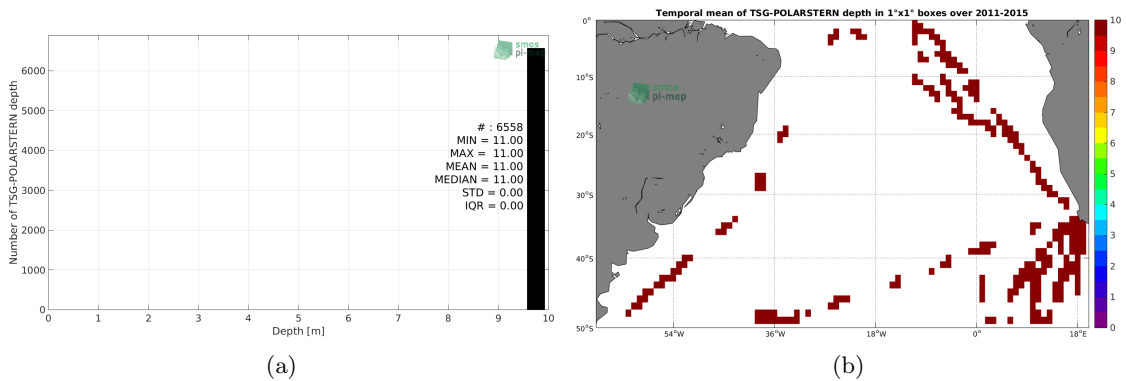 smos
pi-mep
Number of TSG-POLARSTERN depth
6000
5000
4000
3000
2000
1000
0
# : 6558
MIN = 11.00
MAX = 11.00
MEAN = 11.00
MEDIAN = 11.00
STD = 0.00
IQR = 0.00
0 1 2 3 4 5 6 7 8 9 10
Depth [m]
(a)
Temporal mean of TSG-POLARSTERN depth in 1°x1° boxes over 2011-2015
smos
pi-mep
0°
10°S
20°S
30°S
40°S
50°S
54°W 36°W 18°W 0° 18°E
10
9
8
7
6
5
4
3
2
1
0
(b)